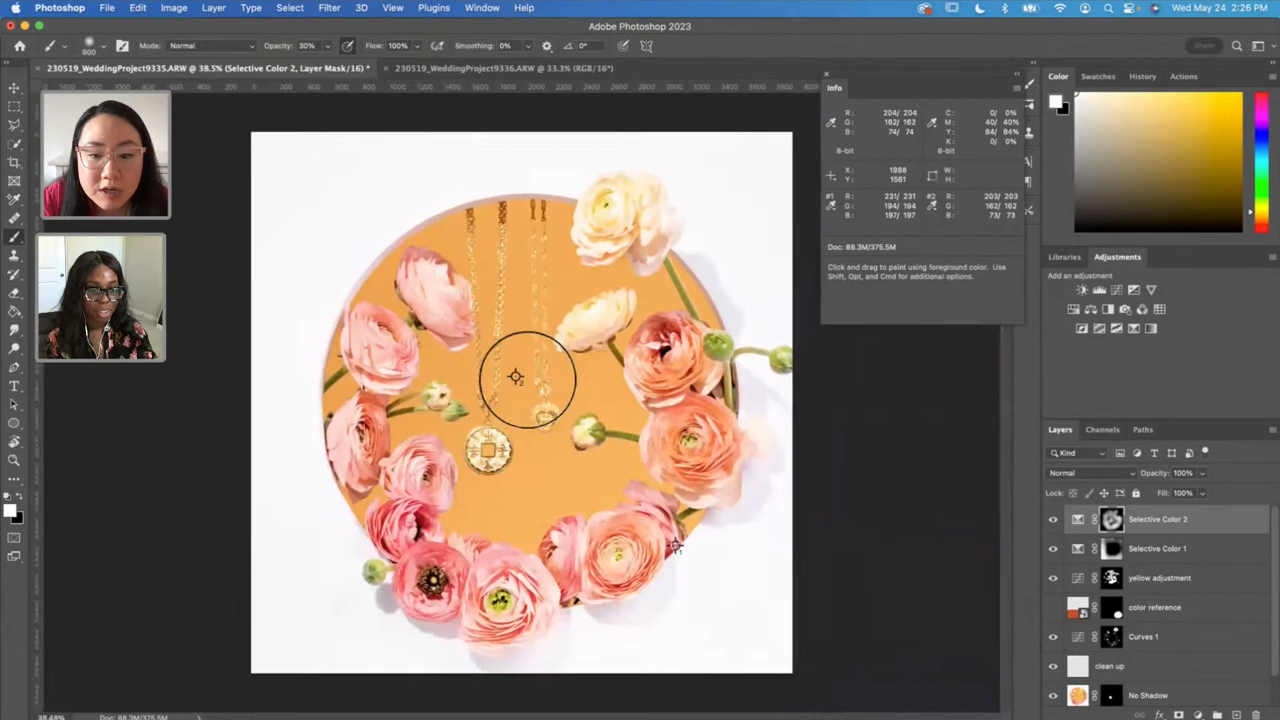 Photoshop File Edit Image Layer Type Select Filter 3D View Plugins Window Help Wed May 24 2:26 PM
Adobe Photoshop 2023
900 Mode: Normal Opacity: 30% Flow: 100% Smoothing: 0% 0° Share
230519_WeddingProject9335.ARW @ 38.5% (Selective Color 2, Layer Mask/16) * 230519_WeddingProject9336.ARW @ 33.3% (RGB/16*)
Info
R: 204/ 204 C: 0/ 0%
G: 162/ 162 M: 40/ 40%
B: 74/ 74 Y: 84/ 84%
K: 0/ 0%
8-bit 8-bit
X: 1988 W:
Y: 1561 H:
#1 R: 231/ 231 #2 R: 203/ 203
G: 194/ 194 G: 162/ 162
B: 197/ 197 B: 73/ 73
Doc: 88.3M/375.5M
Click and drag to paint using foreground color. Use
Shift, Opt, and Cmd for additional options.
Color Swatches History Actions
Libraries Adjustments
Add an adjustment
Layers Channels Paths
Kind
Normal Opacity: 100%
Lock: Fill: 100%
Selective Color 2
Selective Color 1
yellow adjustment
color reference
Curves 1
clean up
No Shadow
38.48% Doc: 88.3M/375.5M